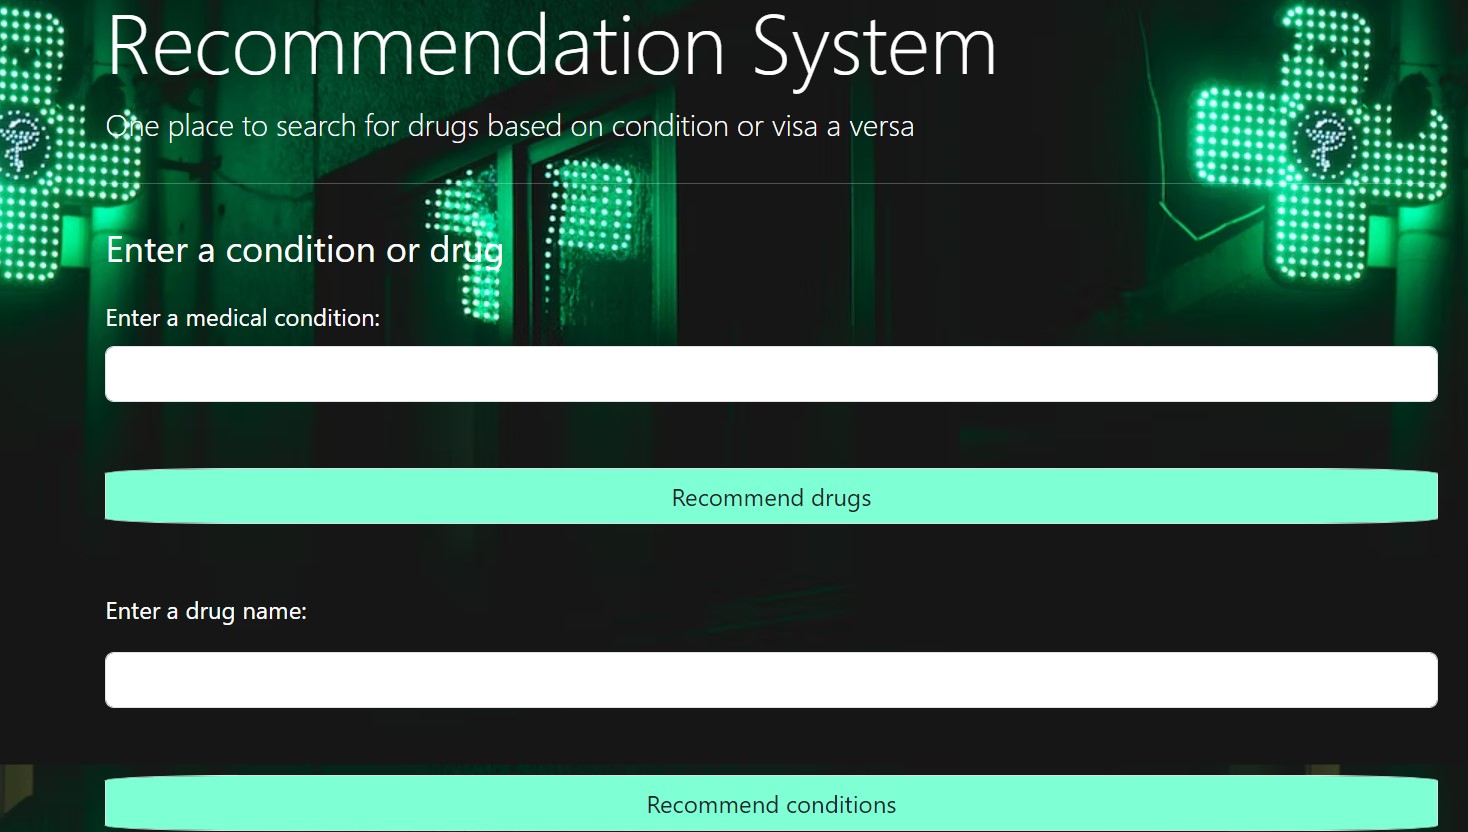 Recommendation System
One place to search for drugs based on condition or visa a versa
Enter a condition or drug
Enter a medical condition:
Recommend drugs
Enter a drug name:
Recommend conditions